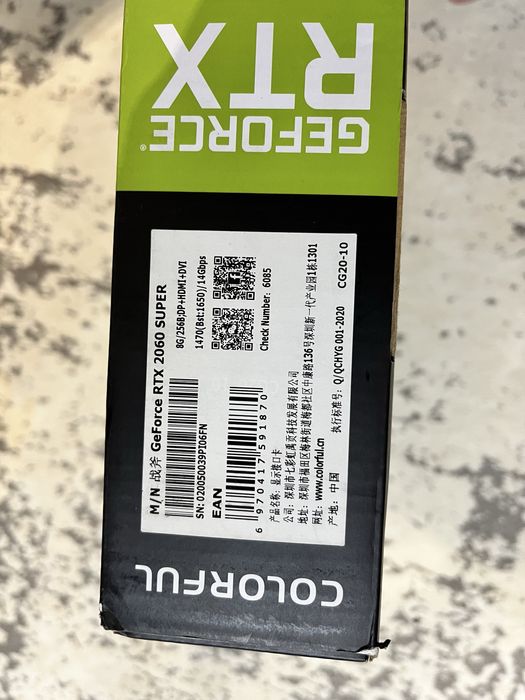 GEFORCE®
RTX
M/N 战斧 GeForce RTX 2060 SUPER
8G/256B;DP+HDMI+DVI
1470(Bst:1650)/14Gbps
SN: 020050039PI06FN
Check Number: 6085
EAN
6 970417 591870
产品名称: 显示接口卡
公司: 深圳市七彩虹禹贡科技发展有限公司
地址: 深圳市福田区梅林街道梅都社区中康路136号深圳新一代产业园1栋1301
网址: www.colorful.cn
执行标准号: Q/QCHYG 001-2020
产地: 中国
CG20-10
COLORFUL